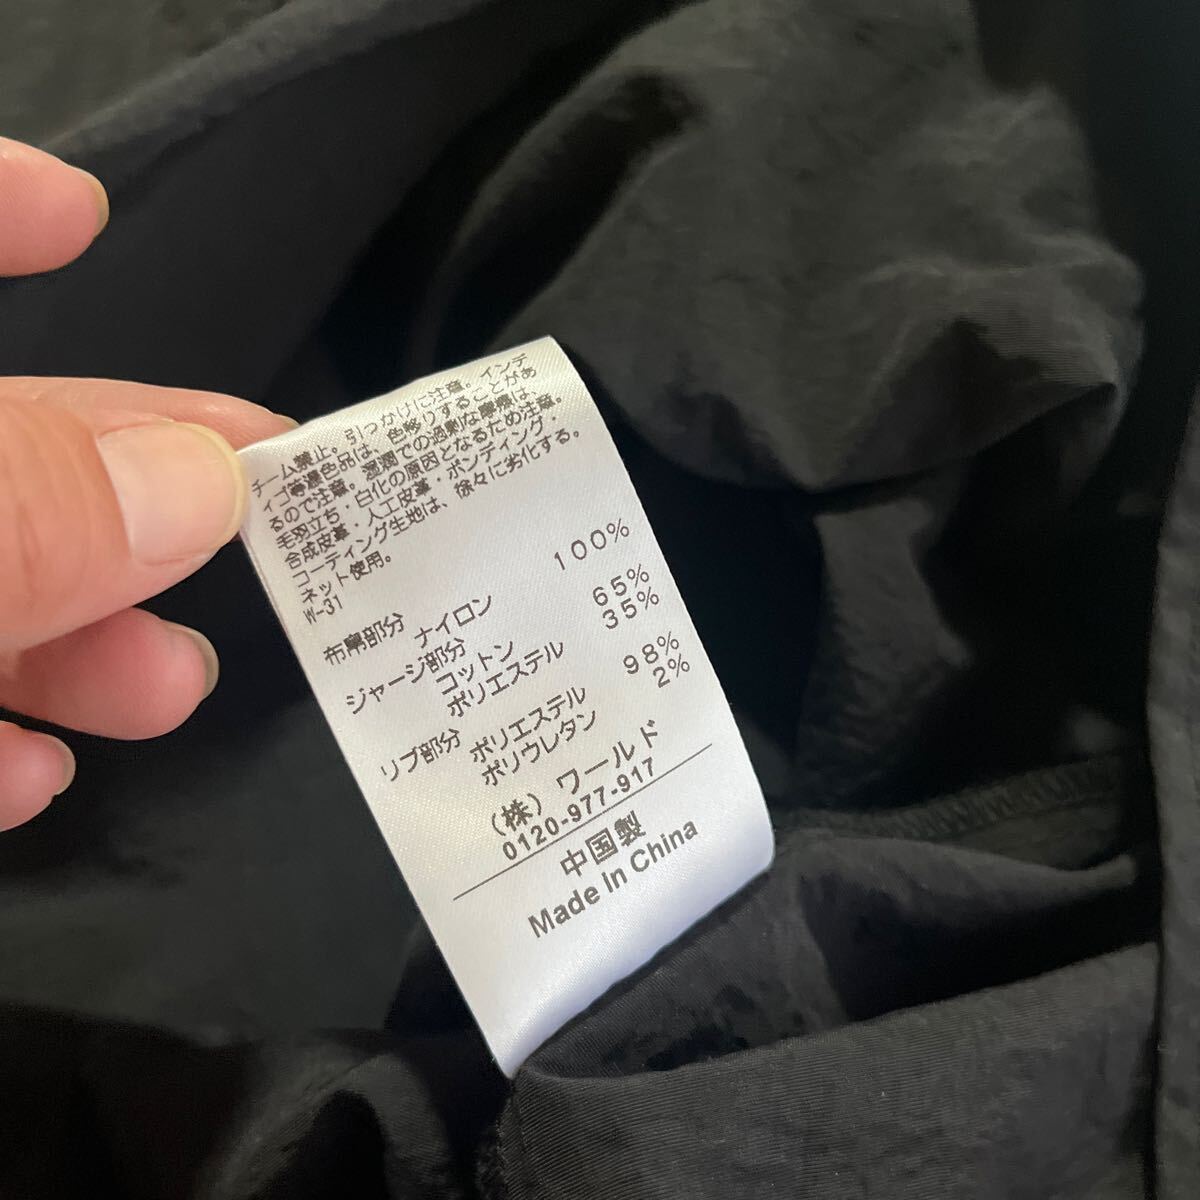 チーム禁止。引っかけに注意。インデ
ィゴ等濃色品は、色移りすることがあ
るので注意。湿潤での過剰な摩擦は、
毛羽立ち・白化の原因となるため注意。
合成皮革・人工皮革・ボンディング・
コーティング生地は、徐々に劣化する。
ネット使用。
W-31
布帛部分 ナイロン 100%
ジャージ部分
コットン 65%
ポリエステル 35%
リブ部分 ポリエステル 98%
ポリウレタン 2%
(株)ワールド
0120-977-917
中国製
Made In China